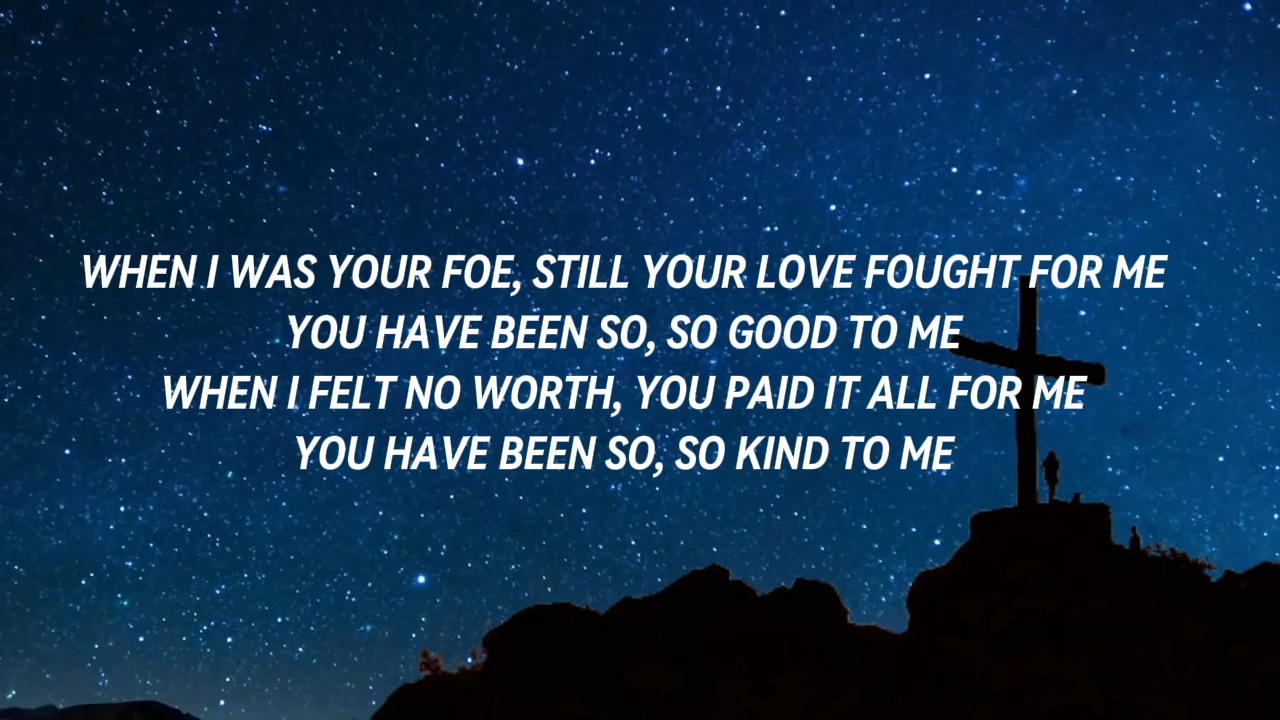 WHEN I WAS YOUR FOE, STILL YOUR LOVE FOUGHT FOR ME
YOU HAVE BEEN SO, SO GOOD TO ME
WHEN I FELT NO WORTH, YOU PAID IT ALL FOR ME
YOU HAVE BEEN SO, SO KIND TO ME